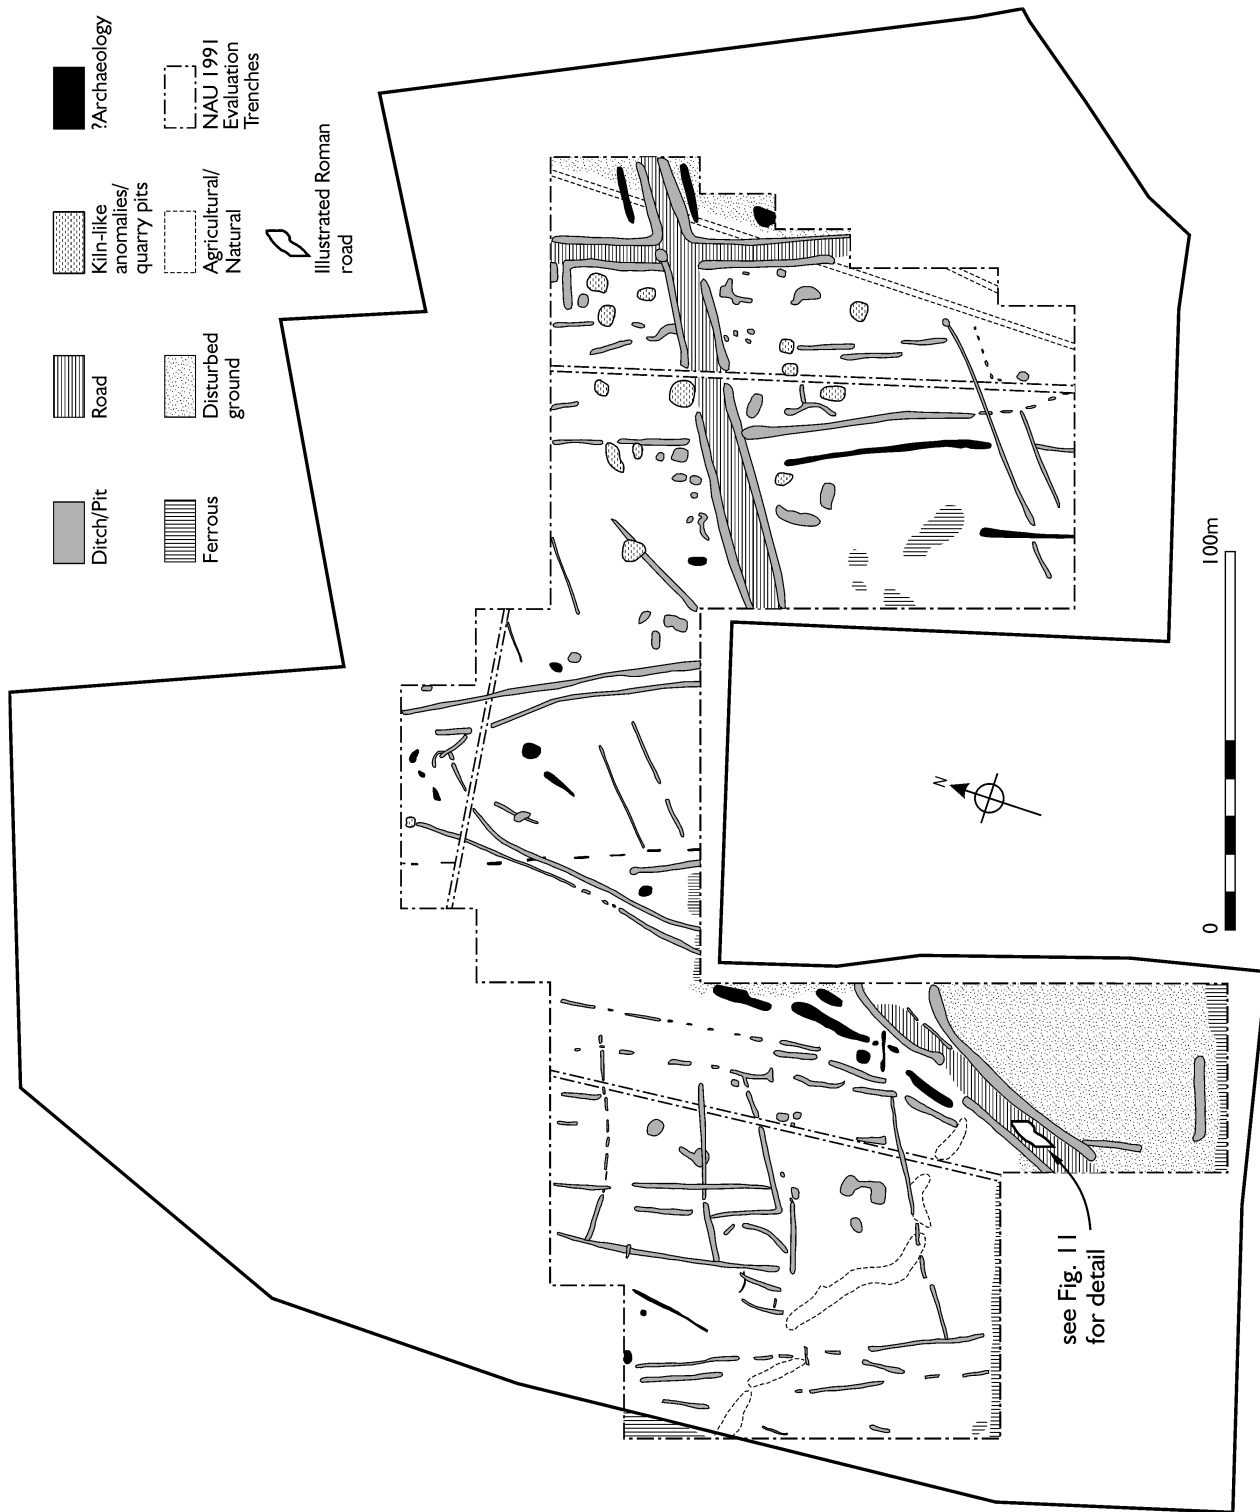 Ditch/Pit
Road
Kiln-like
anomalies/
quarry pits
?Archaeology
Ferrous
Disturbed
ground
Agricultural/
Natural
NAU 1991
Evaluation
Trenches
Illustrated Roman
road
N
0
100m
see Fig. 11
for detail